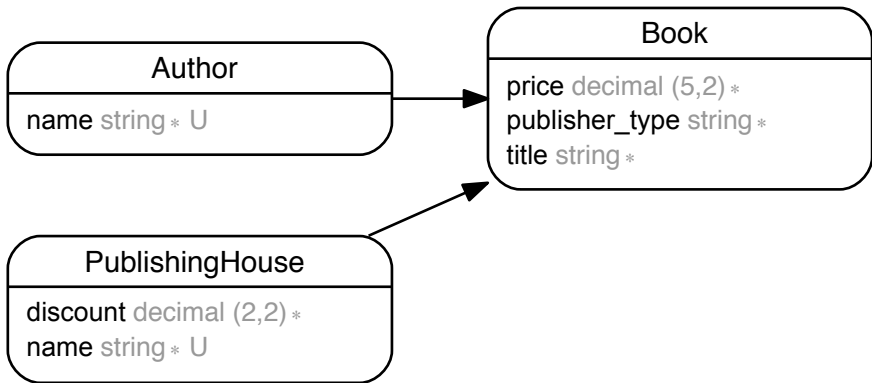 Author
name string ∗ U
Book
price decimal (5,2) ∗
publisher_type string ∗
title string ∗
PublishingHouse
discount decimal (2,2) ∗
name string ∗ U